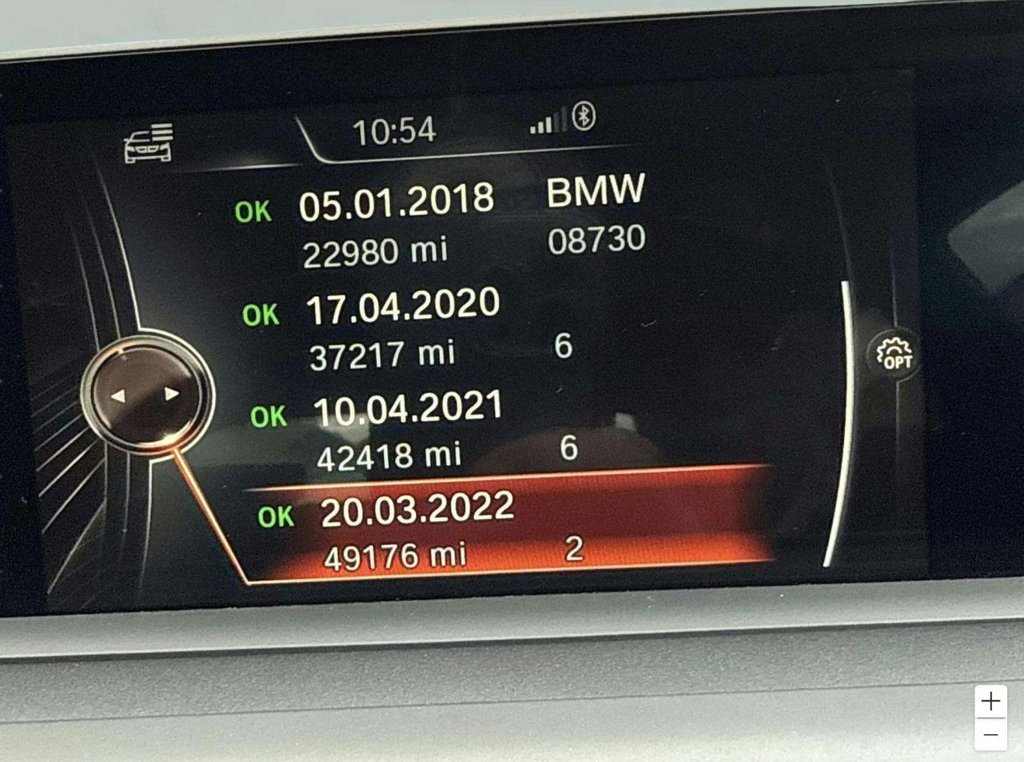 10:54
OK 05.01.2018 BMW
22980 mi 08730
OK 17.04.2020
37217 mi 6
OK 10.04.2021
42418 mi 6
OK 20.03.2022
49176 mi 2
OPT